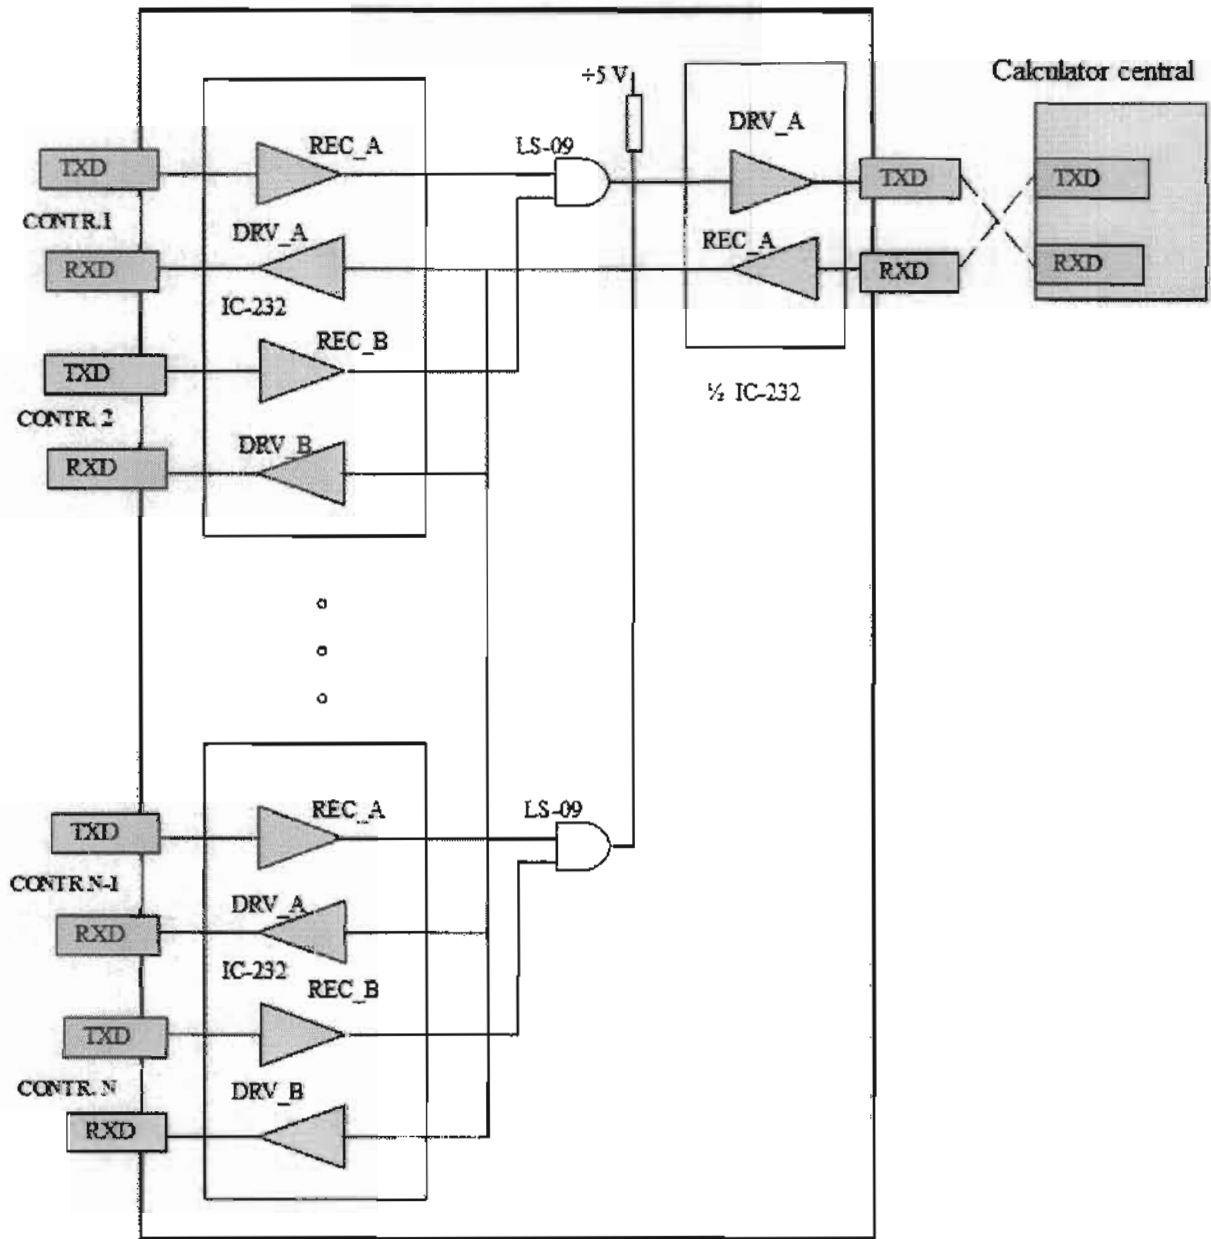 ÷5 V
Calculator central
DRV_A
LS-09
REC_A
TXD
TXD
TXD
CONTR.1
DRV_A
REC_A
RXD
RXD
RXD
IC-232
REC_B
TXD
½ IC-232
CONTR. 2
DRV_B
RXD
REC_A
LS-09
TXD
CONTR.N-1
DRV_A
RXD
IC-232
REC_B
TXD
CONTR. N
DRV_B
RXD